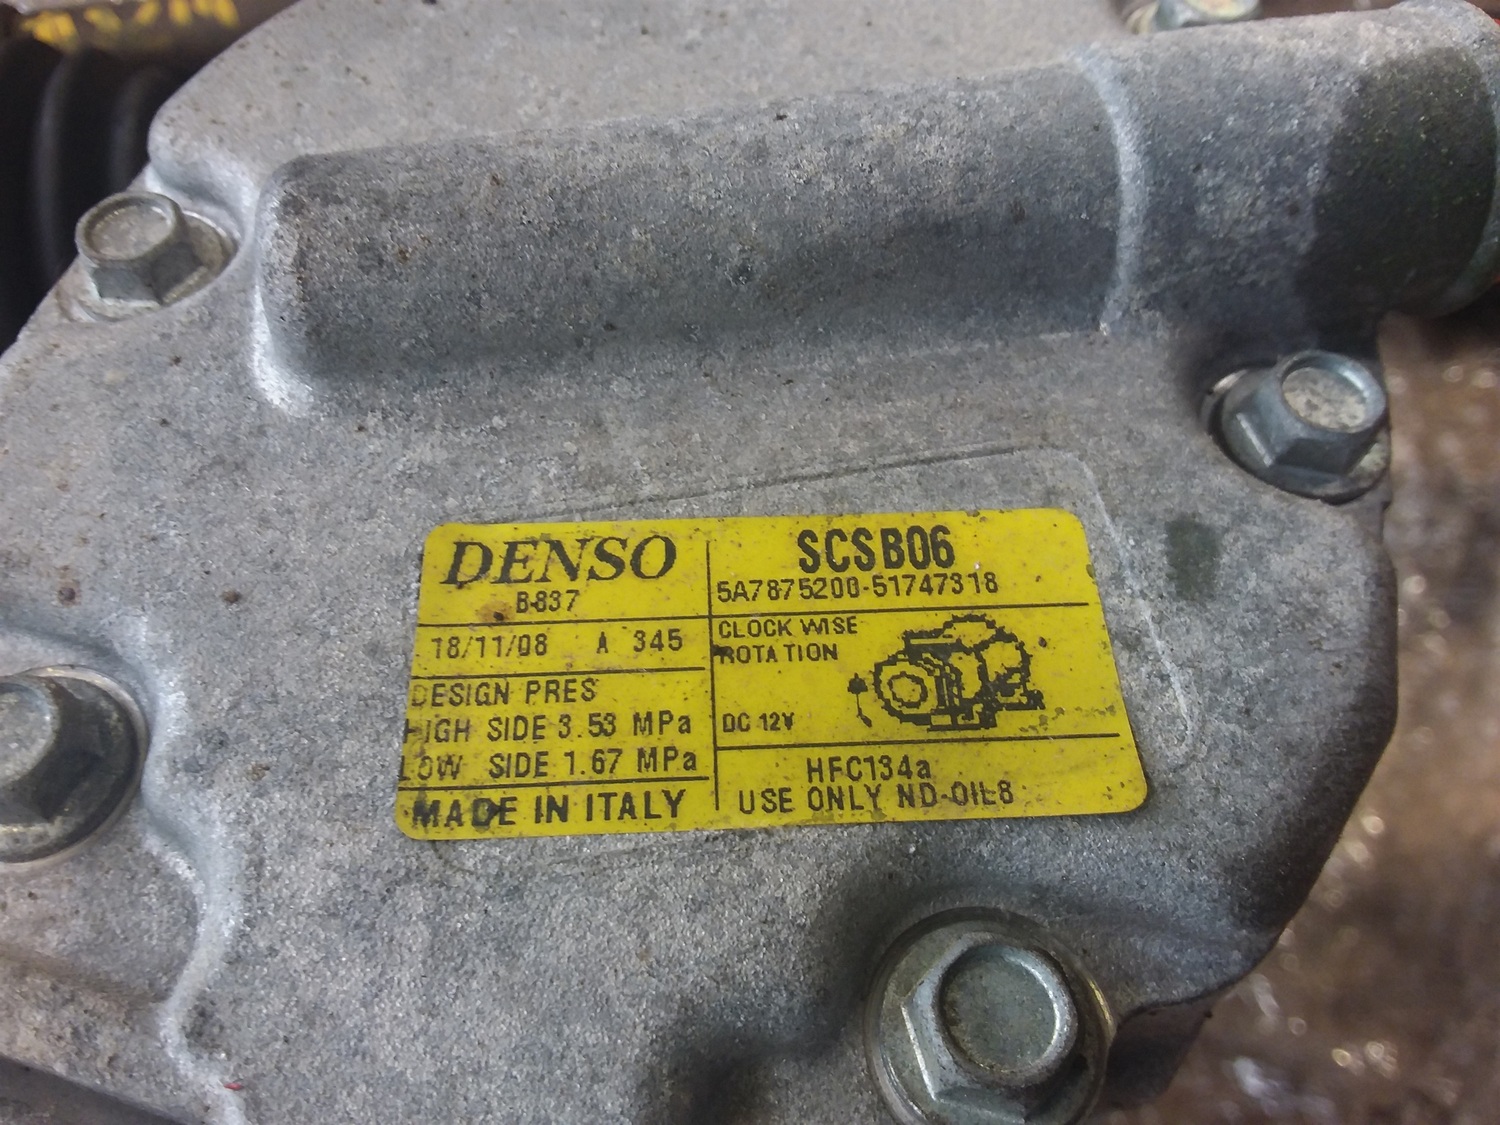 DENSO
B-837
18/11/08 A 345
DESIGN PRES
HIGH SIDE 3.53 MPa
LOW SIDE 1.67 MPa
MADE IN ITALY
SCSB06
5A7875200-51747318
CLOCK WISE
ROTATION
DC 12V
HFC134a
USE ONLY ND-OIL8